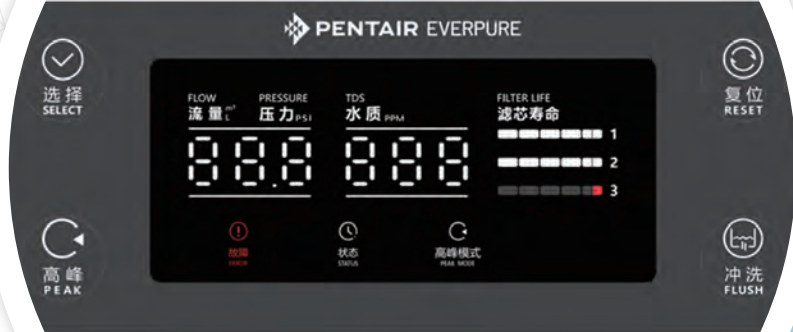 PENTAIR EVERPURE
选择
SELECT
复位
RESET
FLOW
流量 m³ L
PRESSURE
压力 PSI
TDS
水质 PPM
FILTER LIFE
滤芯寿命
88.8
888
1
2
3
故障
ERROR
状态
STATUS
高峰模式
PEAK MODE
高峰
PEAK
冲洗
FLUSH